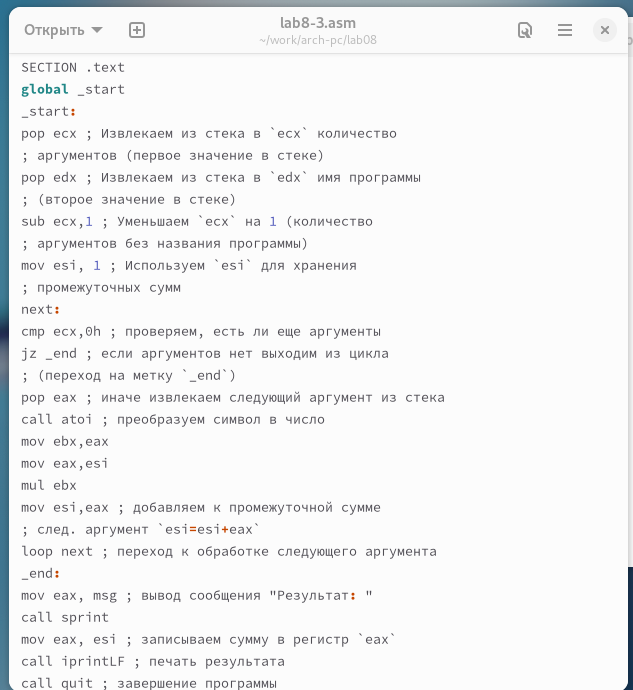 Открыть
lab8-3.asm
~/work/arch-pc/lab08
SECTION .text
global _start
_start:
pop ecx ; Извлекаем из стека в `ecx` количество
; аргументов (первое значение в стеке)
pop edx ; Извлекаем из стека в `edx` имя программы
; (второе значение в стеке)
sub ecx,1 ; Уменьшаем `ecx` на 1 (количество
; аргументов без названия программы)
mov esi, 1 ; Используем `esi` для хранения
; промежуточных сумм
next:
cmp ecx,0h ; проверяем, есть ли еще аргументы
jz _end ; если аргументов нет выходим из цикла
; (переход на метку `_end`)
pop eax ; иначе извлекаем следующий аргумент из стека
call atoi ; преобразуем символ в число
mov ebx,eax
mov eax,esi
mul ebx
mov esi,eax ; добавляем к промежуточной сумме
; след. аргумент `esi=esi+eax`
loop next ; переход к обработке следующего аргумента
_end:
mov eax, msg ; вывод сообщения "Результат: "
call sprint
mov eax, esi ; записываем сумму в регистр `eax`
call iprintLF ; печать результата
call quit ; завершение программы